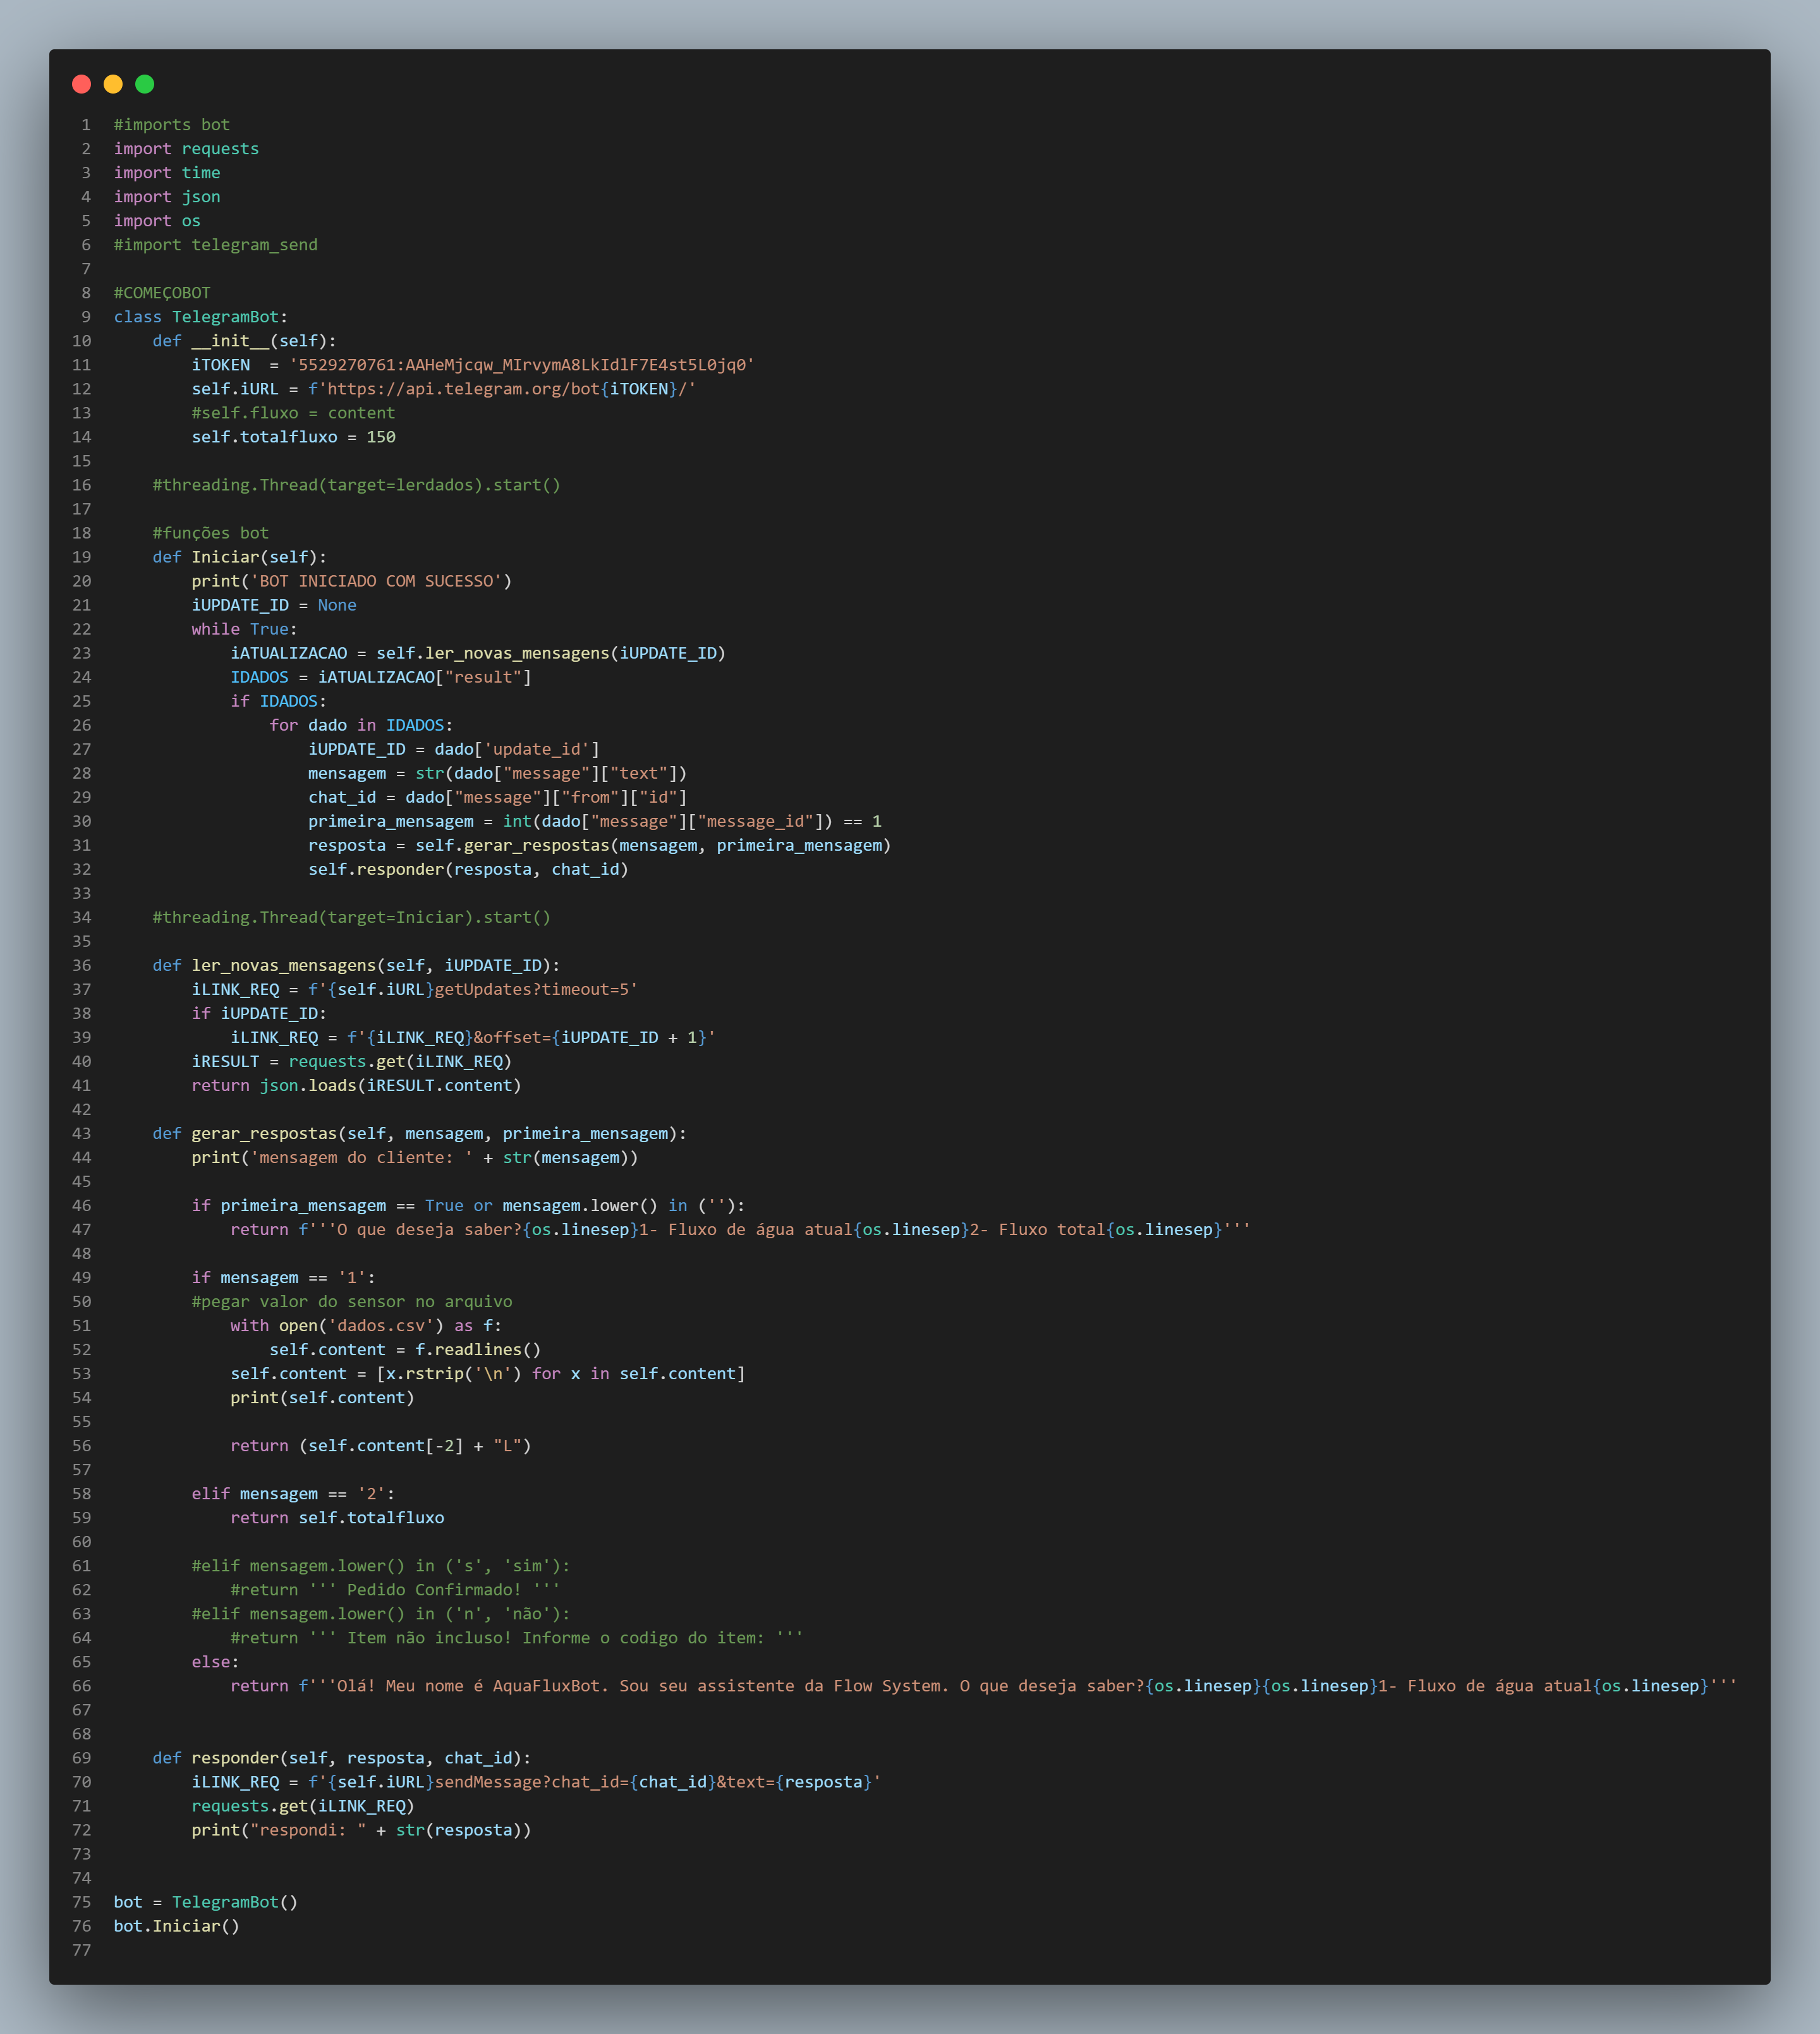 1 #imports bot
2 import requests
3 import time
4 import json
5 import os
6 #import telegram_send
7
8 #COMEÇOBOT
9 class TelegramBot:
10     def __init__(self):
11         iTOKEN  = '5529270761:AAHeMjcqw_MIrvymA8LkIdlF7E4st5L0jq0'
12         self.iURL = f'https://api.telegram.org/bot{iTOKEN}/'
13         #self.fluxo = content
14         self.totalfluxo = 150
15
16     #threading.Thread(target=lerdados).start()
17
18     #funções bot
19     def Iniciar(self):
20         print('BOT INICIADO COM SUCESSO')
21         iUPDATE_ID = None
22         while True:
23             iATUALIZACAO = self.ler_novas_mensagens(iUPDATE_ID)
24             IDADOS = iATUALIZACAO["result"]
25             if IDADOS:
26                 for dado in IDADOS:
27                     iUPDATE_ID = dado['update_id']
28                     mensagem = str(dado["message"]["text"])
29                     chat_id = dado["message"]["from"]["id"]
30                     primeira_mensagem = int(dado["message"]["message_id"]) == 1
31                     resposta = self.gerar_respostas(mensagem, primeira_mensagem)
32                     self.responder(resposta, chat_id)
33
34     #threading.Thread(target=Iniciar).start()
35
36     def ler_novas_mensagens(self, iUPDATE_ID):
37         iLINK_REQ = f'{self.iURL}getUpdates?timeout=5'
38         if iUPDATE_ID:
39             iLINK_REQ = f'{iLINK_REQ}&offset={iUPDATE_ID + 1}'
40         iRESULT = requests.get(iLINK_REQ)
41         return json.loads(iRESULT.content)
42
43     def gerar_respostas(self, mensagem, primeira_mensagem):
44         print('mensagem do cliente: ' + str(mensagem))
45
46         if primeira_mensagem == True or mensagem.lower() in (''):
47             return f'''O que deseja saber?{os.linesep}1- Fluxo de água atual{os.linesep}2- Fluxo total{os.linesep}'''
48
49         if mensagem == '1':
50         #pegar valor do sensor no arquivo
51             with open('dados.csv') as f:
52                 self.content = f.readlines()
53             self.content = [x.rstrip('\n') for x in self.content]
54             print(self.content)
55
56             return (self.content[-2] + "L")
57
58         elif mensagem == '2':
59             return self.totalfluxo
60
61         #elif mensagem.lower() in ('s', 'sim'):
62             #return ''' Pedido Confirmado! '''
63         #elif mensagem.lower() in ('n', 'não'):
64             #return ''' Item não incluso! Informe o codigo do item: '''
65         else:
66             return f'''Olá! Meu nome é AquaFluxBot. Sou seu assistente da Flow System. O que deseja saber?{os.linesep}{os.linesep}1- Fluxo de água atual{os.linesep}'''
67
68
69     def responder(self, resposta, chat_id):
70         iLINK_REQ = f'{self.iURL}sendMessage?chat_id={chat_id}&text={resposta}'
71         requests.get(iLINK_REQ)
72         print("respondi: " + str(resposta))
73
74
75 bot = TelegramBot()
76 bot.Iniciar()
77